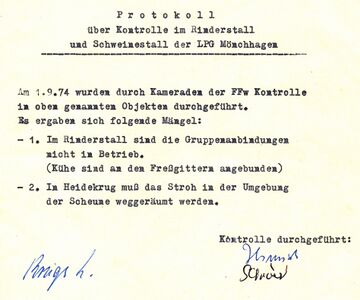 Protokoll
über Kontrolle im Rinderstall
und Schweinestall der LPG Mönchhagen
Am 1.9.74 wurden durch Kameraden der FFw Kontrolle
in oben genannten Objekten durchgeführt.
Es ergaben sich folgende Mängel:
- 1. Im Rinderstall sind die Gruppenanbindungen
nicht in Betrieb.
(Kühe sind an den Freßgittern angebunden)
- 2. In Heidekrug muß das Stroh in der Umgebung
der Scheune weggeräumt werden.
Kontrolle durchgeführt: